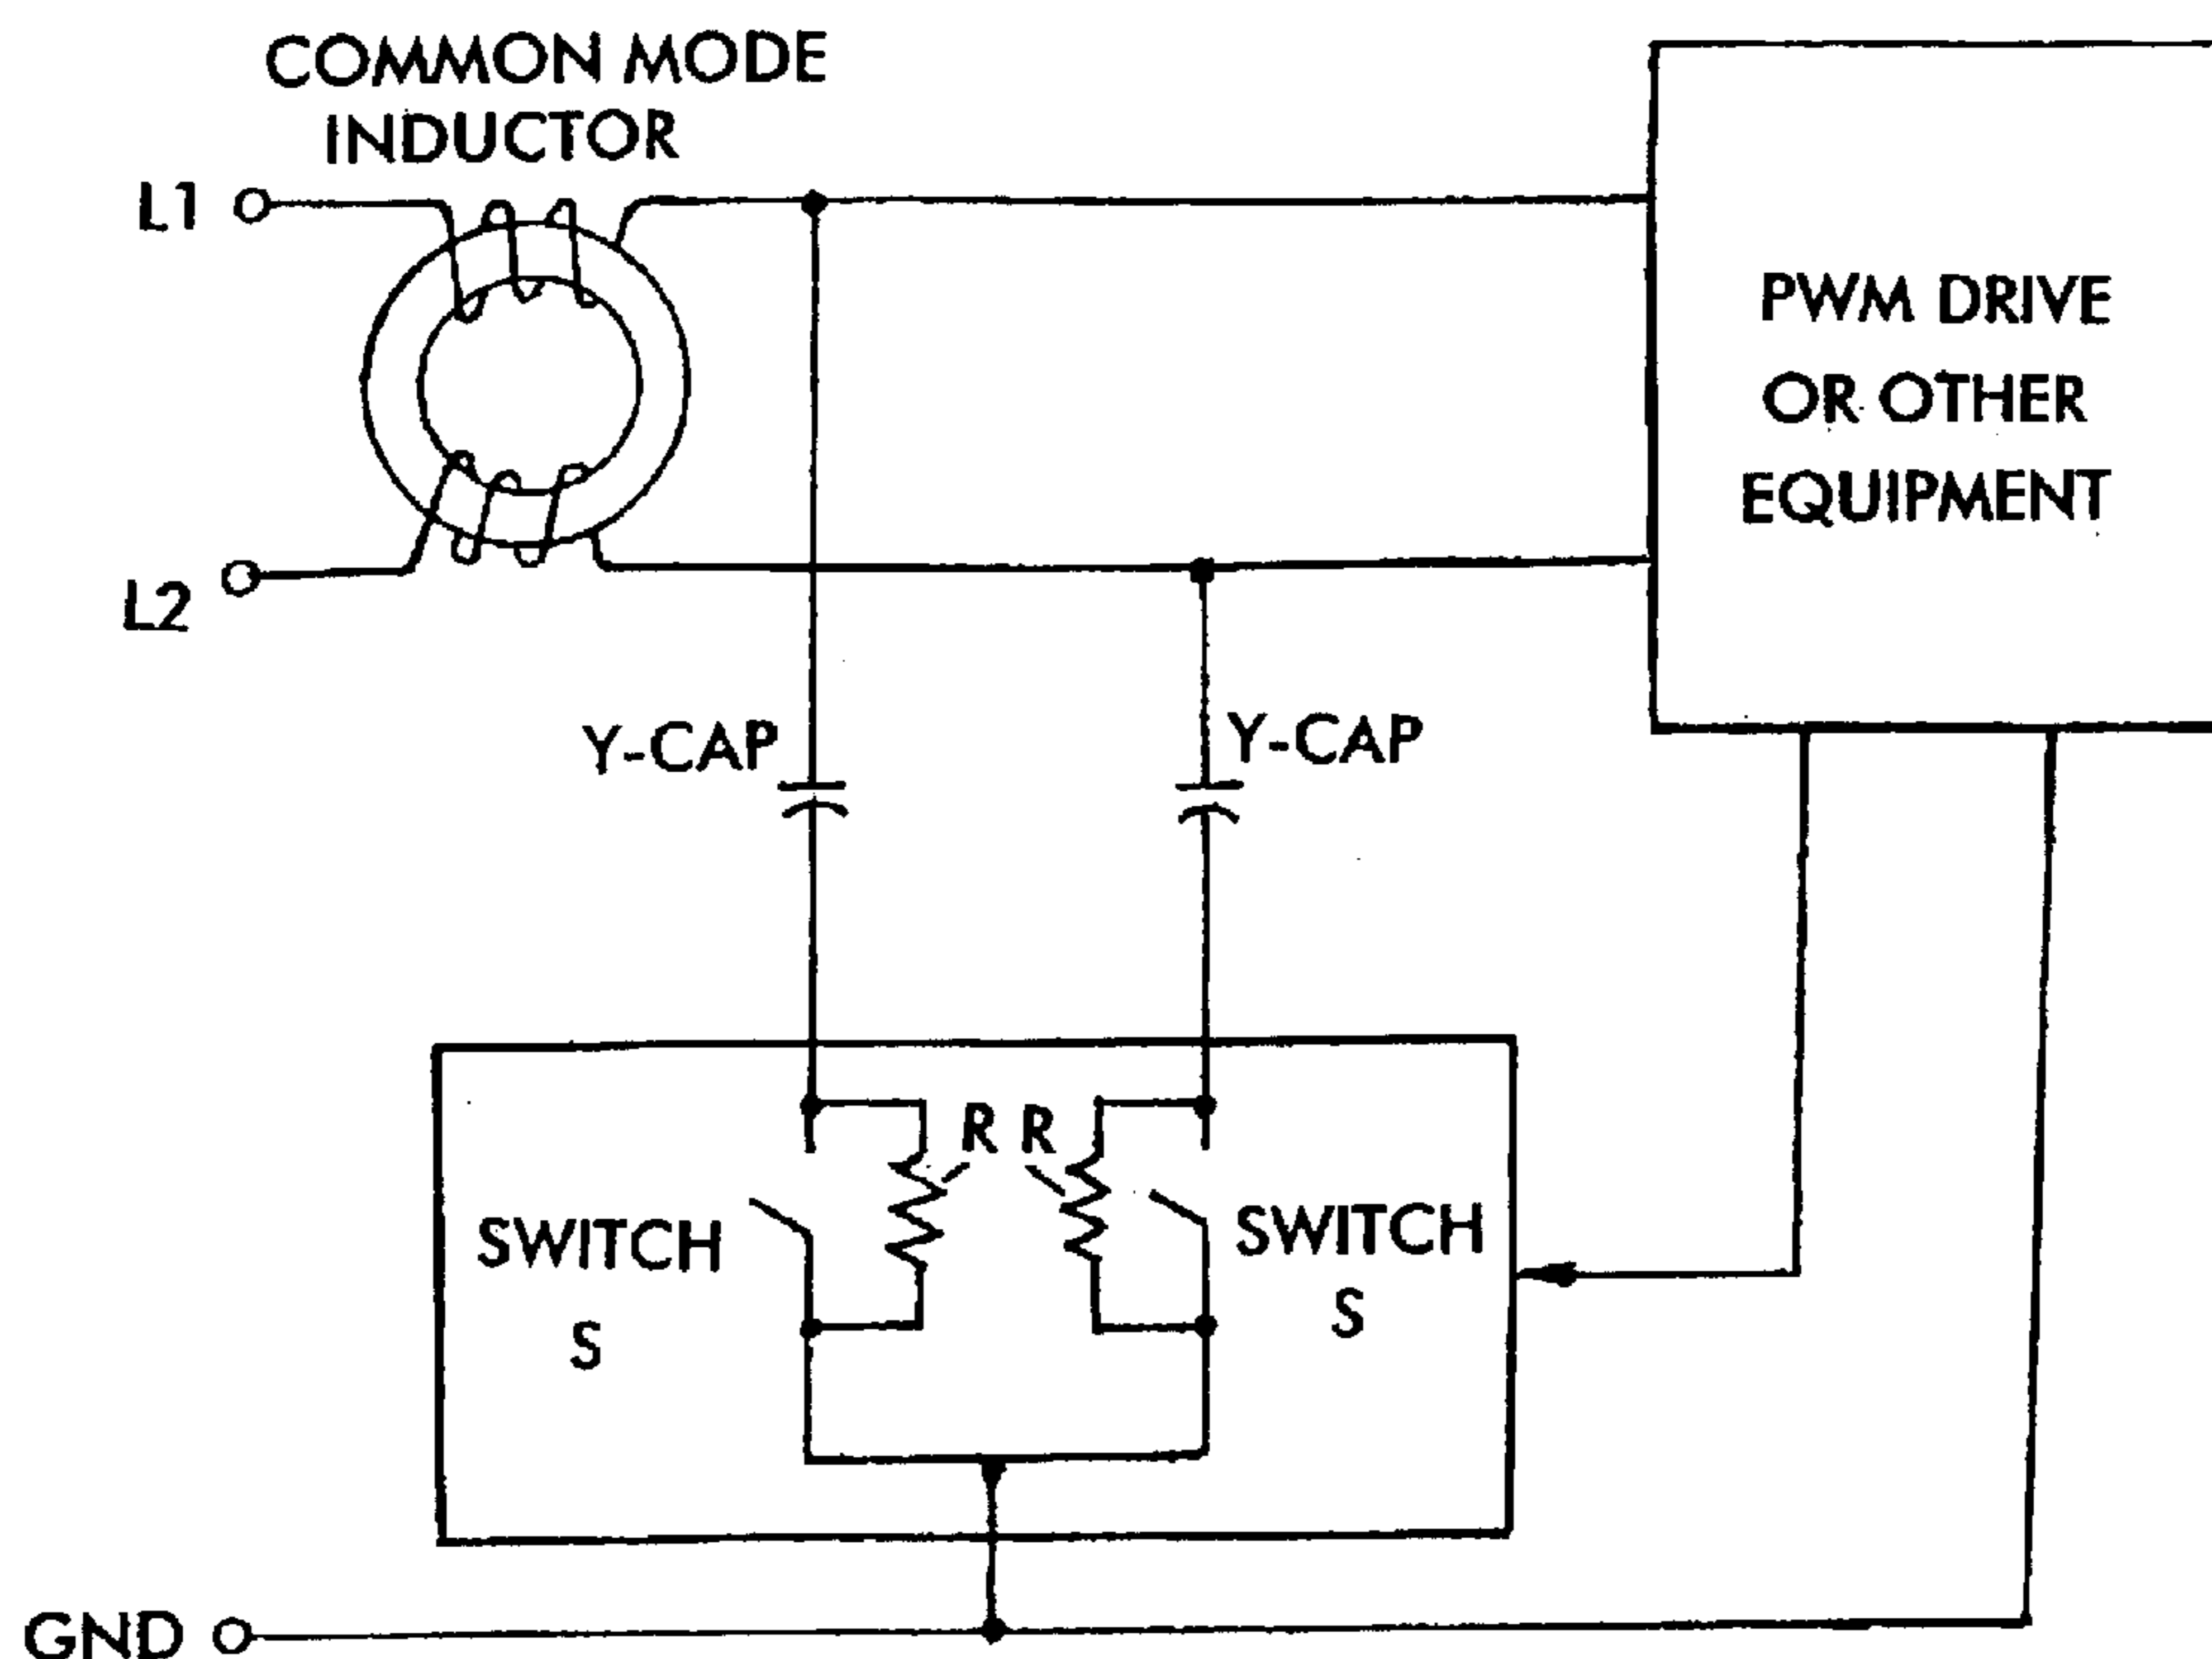 COMMON MODE
INDUCTOR
L1
L2
PWM DRIVE
OR OTHER
EQUIPMENT
Y-CAP
Y-CAP
R R
SWITCH
S
SWITCH
S
GND